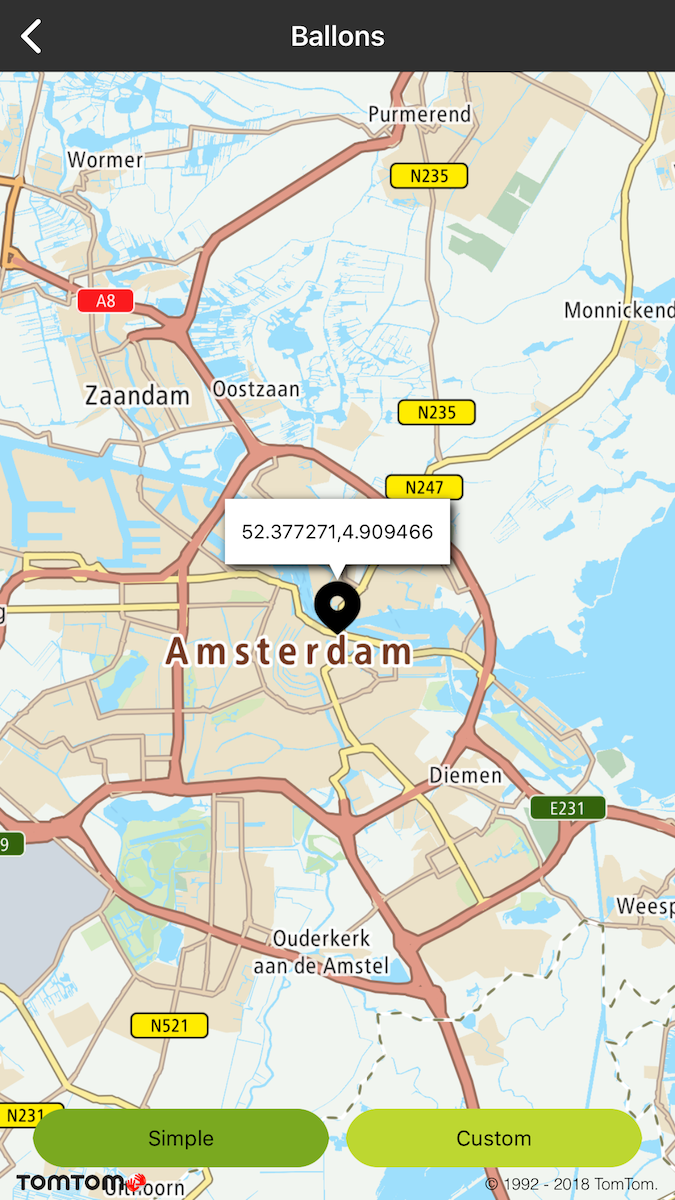 Ballons
Purmerend
Wormer
N235
A8
Monnickend
Zaandam
Oostzaan
N235
N247
52.377271,4.909466
g
Amsterdam
Diemen
E231
9
Weesp
Ouderkerk
aan de Amstel
N521
N231
Simple
Custom
TOMTOM
Uithoorn
© 1992 - 2018 TomTom.